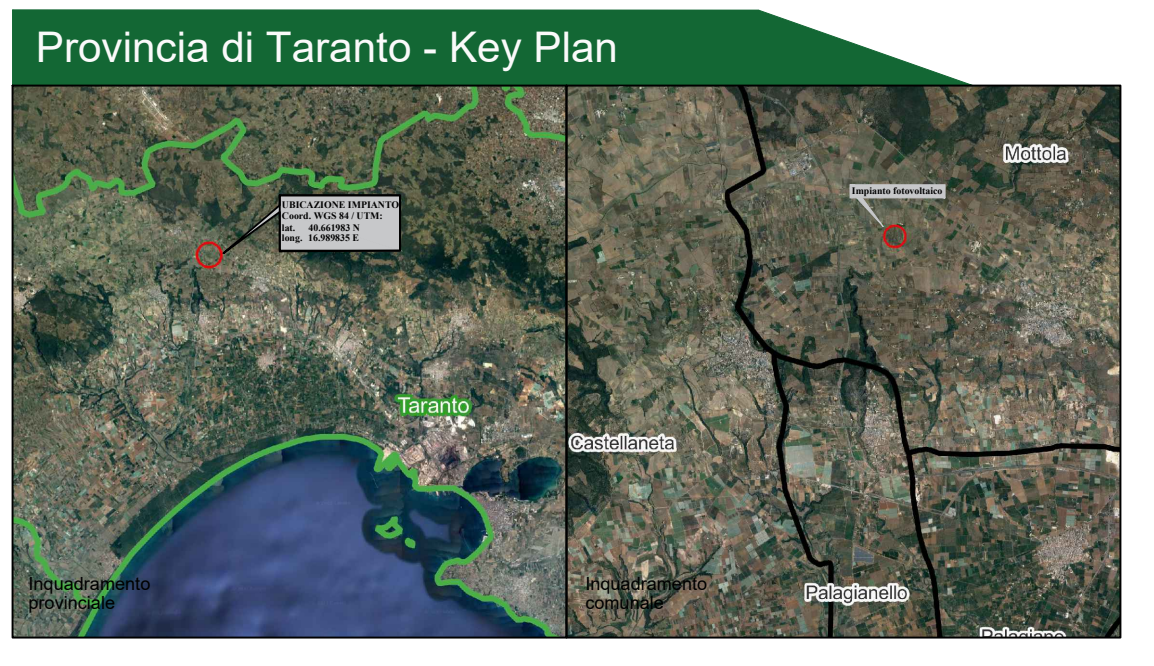 Provincia di Taranto - Key Plan
UBICAZIONE IMPIANTO
Coord. WGS 84 / UTM:
lat. 40.661983 N
long. 16.989835 E
Taranto
Inquadramento
provinciale
Mottola
Impianto fotovoltaico
Castellaneta
Inquadramento
comunale
Palagianello
Palagiano